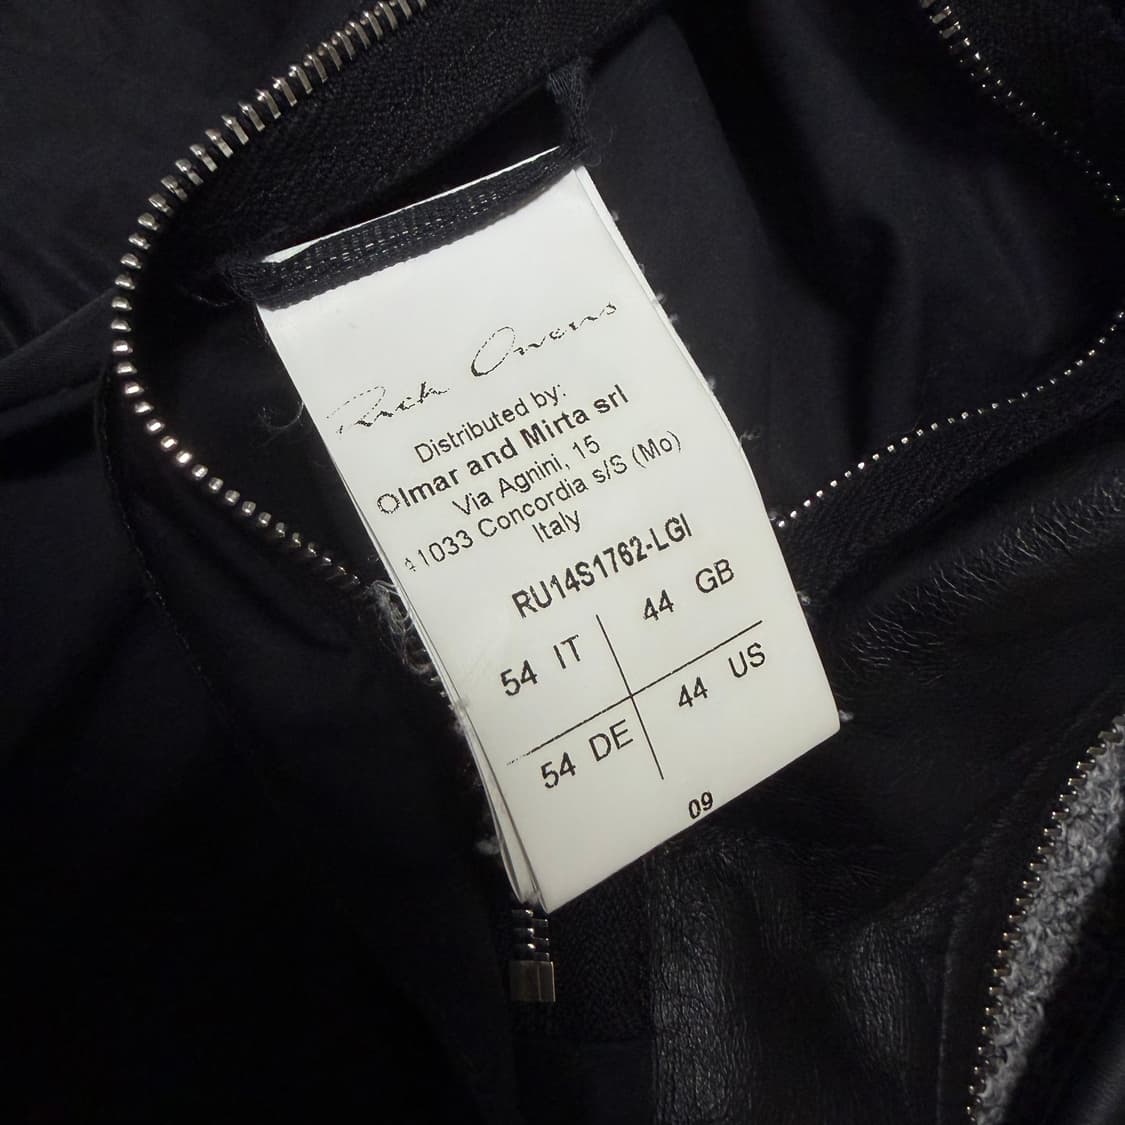 Rick Owens
Distributed by:
Olmar and Mirta srl
Via Agnini, 15
41033 Concordia s/S (Mo)
Italy
RU14S1762-LGI
54 IT 44 GB
54 DE 44 US
09